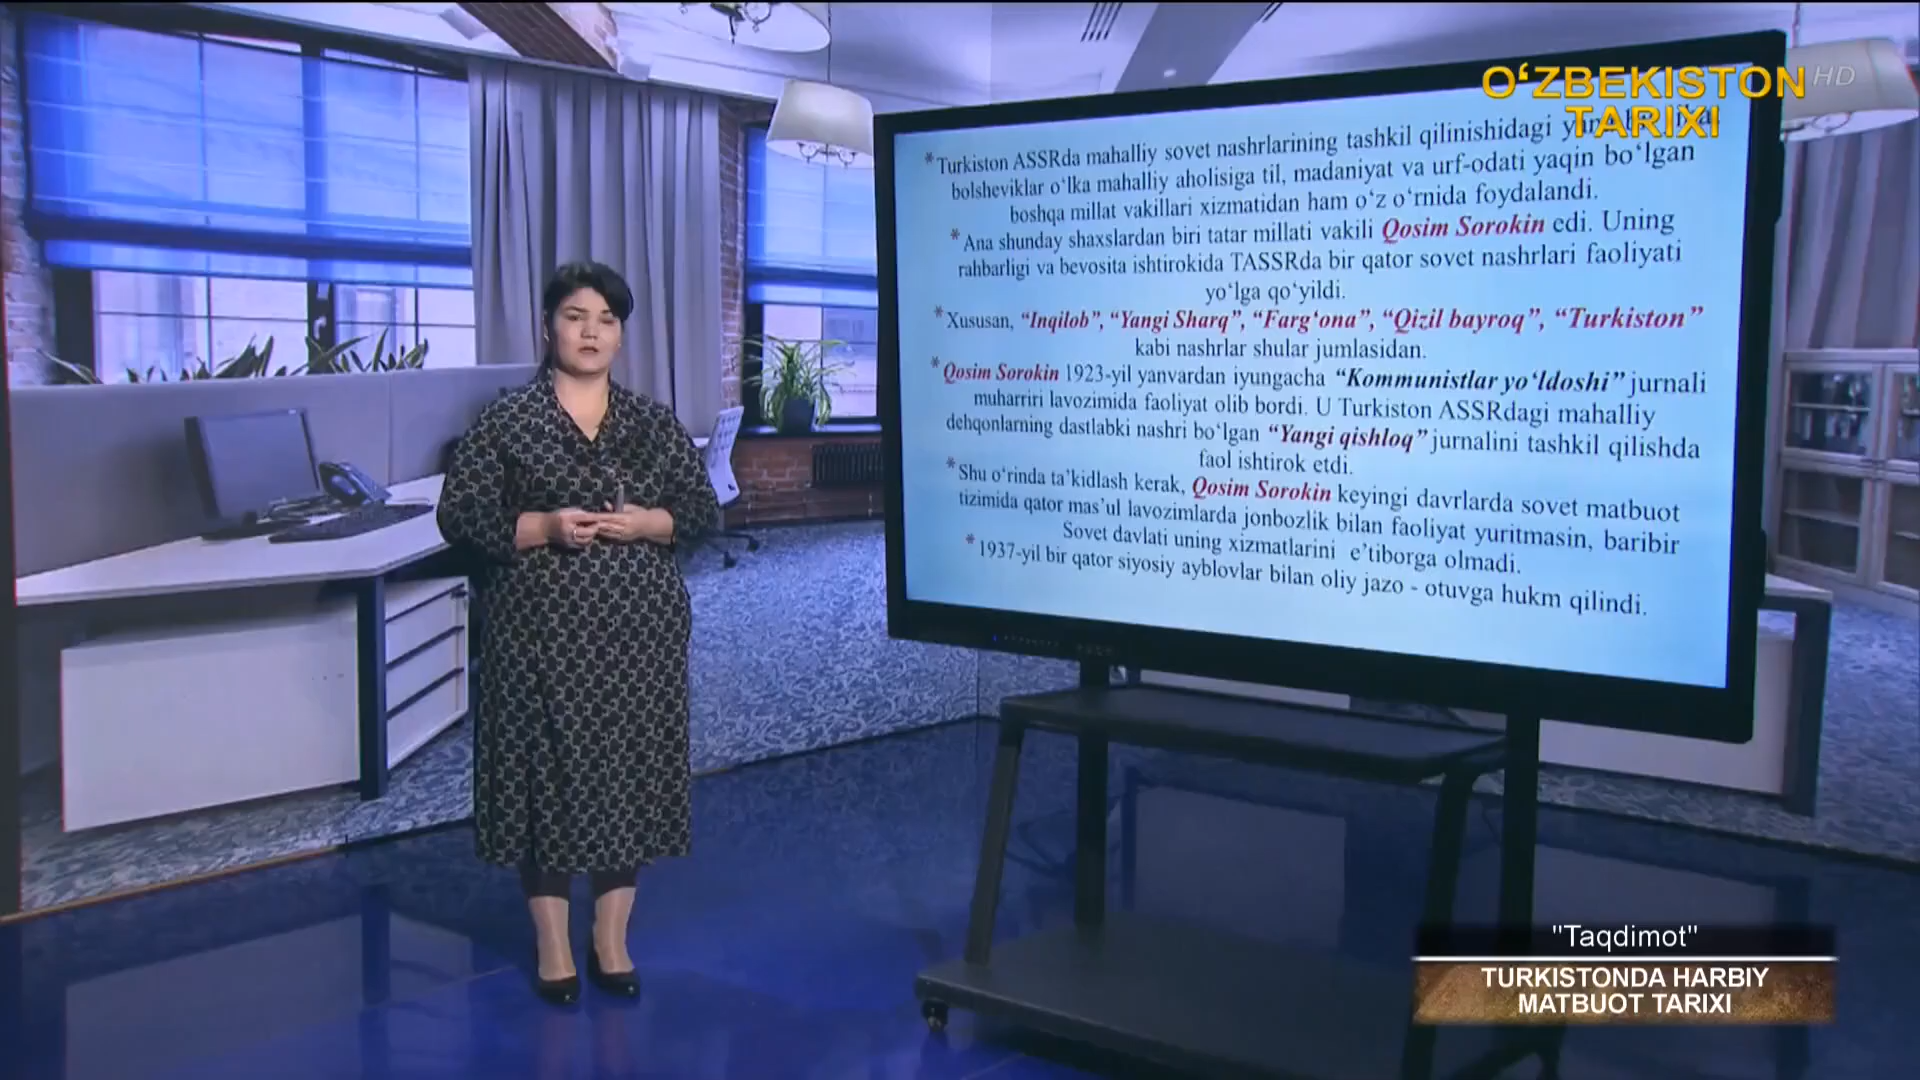 O‘ZBEKISTON HD
TARIXI
*Turkiston ASSRda mahalliy sovet nashrlarining tashkil qilinishidagi
bolsheviklar o‘lka mahalliy aholisiga til, madaniyat va urf-odati yaqin bo‘lgan
boshqa millat vakillari xizmatidan ham o‘z o‘rnida foydalandi.
*Ana shunday shaxslardan biri tatar millati vakili Qosim Sorokin edi. Uning
rahbarligi va bevosita ishtirokida TASSRda bir qator sovet nashrlari faoliyati
yo‘lga qo‘yildi.
*Xususan, “Inqilob”, “Yangi Sharq”, “Farg‘ona”, “Qizil bayroq”, “Turkiston”
kabi nashrlar shular jumlasidan.
*Qosim Sorokin 1923-yil yanvardan iyungacha “Kommunistlar yo‘ldoshi” jurnali
muharriri lavozimida faoliyat olib bordi. U Turkiston ASSRdagi mahalliy
dehqonlarning dastlabki nashri bo‘lgan “Yangi qishloq” jurnalini tashkil qilishda
faol ishtirok etdi.
*Shu o‘rinda ta’kidlash kerak, Qosim Sorokin keyingi davrlarda sovet matbuot
tizimida qator mas’ul lavozimlarda jonbozlik bilan faoliyat yuritmasin, baribir
Sovet davlati uning xizmatlarini e’tiborga olmadi.
*1937-yil bir qator siyosiy ayblovlar bilan oliy jazo - otuvga hukm qilindi.
"Taqdimot"
TURKISTONDA HARBIY
MATBUOT TARIXI